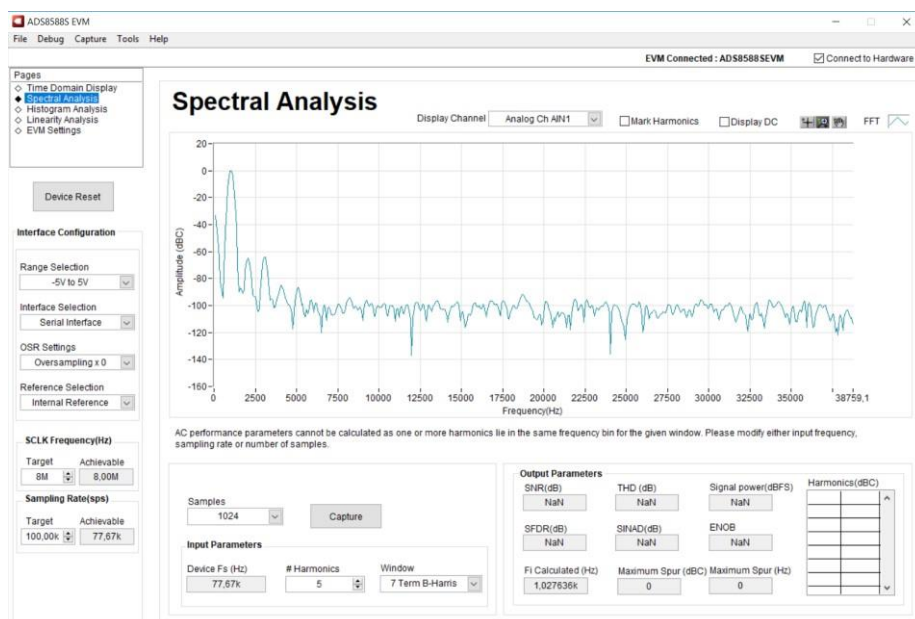 ADS8588S EVM
File Debug Capture Tools Help
EVM Connected : ADS8588SEVM Connect to Hardware
Pages
Time Domain Display
Spectral Analysis
Histogram Analysis
Linearity Analysis
EVM Settings
Device Reset
Interface Configuration
Range Selection
-5V to 5V
Interface Selection
Serial Interface
OSR Settings
Oversampling x 0
Reference Selection
Internal Reference
SCLK Frequency(Hz)
Target Achievable
8M 8,00M
Sampling Rate(sps)
Target Achievable
100,00k 77,67k
Spectral Analysis
Display Channel Analog Ch AIN1 Mark Harmonics Display DC FFT
Amplitude (dBC)
20
0
-20
-40
-60
-80
-100
-120
-140
-160
0 2500 5000 7500 10000 12500 15000 17500 20000 22500 25000 27500 30000 32500 35000 38759,1
Frequency(Hz)
AC performance parameters cannot be calculated as one or more harmonics lie in the same frequency bin for the given window. Please modify either input frequency,
sampling rate or number of samples.
Samples
1024 Capture
Input Parameters
Device Fs (Hz) # Harmonics Window
77,67k 5 7 Term B-Harris
Output Parameters
SNR(dB) THD (dB) Signal power(dBFS) Harmonics(dBC)
NaN NaN NaN
SFDR(dB) SINAD(dB) ENOB
NaN NaN NaN
Fi Calculated (Hz) Maximum Spur (dBC) Maximum Spur (Hz)
1,027636k 0 0